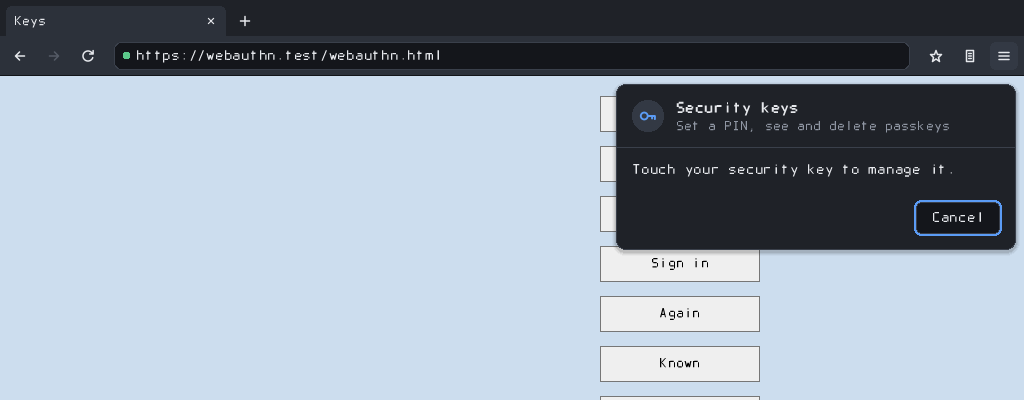 Keys
https://webauthn.test/webauthn.html
Security keys
Set a PIN, see and delete passkeys
Touch your security key to manage it.
Cancel
Sign in
Again
Known